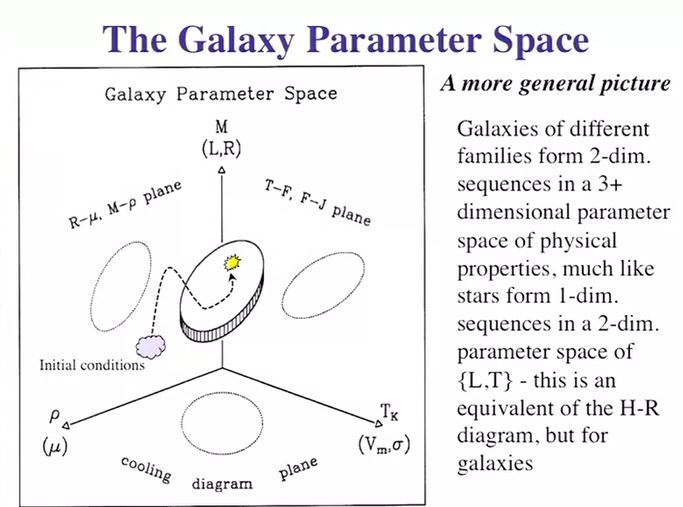 The Galaxy Parameter Space
Galaxy Parameter Space
M
(L,R)
R−μ, M−ρ plane
T−F, F−J plane
Initial conditions
ρ
(μ)
T_K
(V_m,σ)
cooling diagram plane
A more general picture
Galaxies of different
families form 2-dim.
sequences in a 3+
dimensional parameter
space of physical
properties, much like
stars form 1-dim.
sequences in a 2-dim.
parameter space of
{L,T} - this is an
equivalent of the H-R
diagram, but for
galaxies